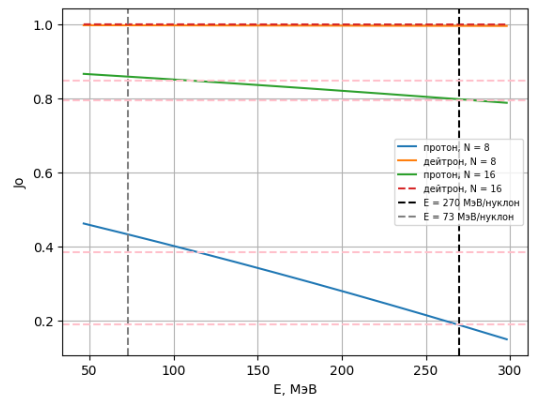 1.0
0.8
0.6
0.4
0.2
Jo
протон, N = 8
дейтрон, N = 8
протон, N = 16
дейтрон, N = 16
E = 270 МэВ/нуклон
E = 73 МэВ/нуклон
50 100 150 200 250 300
E, МэВ